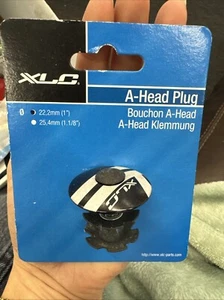 XLC
A-Head Plug
Bouchon A-Head
A-Head Klemmung
ø 22,2mm (1")
25,4mm (1.1/8")
XLC
www.xlc-parts.com